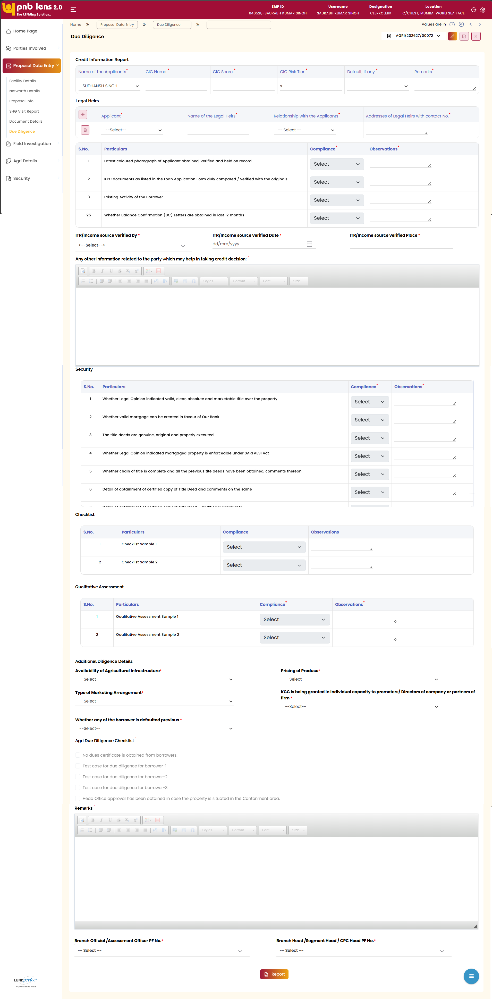 pnb lens 2.0
The LENding Solution..
EMP ID
646528-SAURABH KUMAR SINGH
Username
SAURABH KUMAR SINGH
Designation
CLERKCLERK
Location
C/CHEST, MUMBAI WORLI SEA FACE
Home Page
Parties Involved
Proposal Data Entry
Facility Details
Networth Details
Proposal Info
SHG Visit Report
Document Details
Due Diligence
Field Investigation
Agri Details
Security
Home » Proposal Data Entry » Due Diligence »
Values are in
Due Diligence
AGRI/202627/00072
Credit Information Report
Name of the Applicants* CIC Name * CIC Score * CIC Risk Tier * Default, if any * Remarks*
SUDHANSH SINGH s
Legal Heirs
Applicant* Name of the Legal Heirs* Relationship with the Applicants* Addresses of Legal Heirs with contact No.*
--Select-- -- Select --
S.No. Particulars Compliance* Observations*
1 Latest coloured photograph of Applicant obtained, verified and held on record Select
2 KYC documents as listed in the Loan Application Form duly compared / verified with the originals Select
3 Existing Activity of the Borrower Select
25 Whether Balance Confirmation (BC) Letters are obtained in last 12 months Select
ITR/Income source verified by * ITR/Income source verified Date * ITR/Income source verified Place *
<--Select--> dd/mm/yyyy
Any other information related to the party which may help in taking credit decision: *
B I U S X₂ X²
Styles Format Font Size
Security
S.No. Particulars Compliance* Observations*
1 Whether Legal Opinion indicated valid, clear, absolute and marketable title over the property Select
2 Whether valid mortgage can be created in favour of Our Bank Select
3 The title deeds are genuine, original and properly executed Select
4 Whether Legal Opinion indicated mortgaged property is enforceable under SARFAESI Act Select
5 Whether chain of title is complete and all the previous tite deeds have been obtained, comments thereon Select
6 Detail of obtainment of certified copy of Title Deed and comments on the same Select
Checklist
S.No. Particulars Compliance Observations
1 Checklist Sample 1 Select
2 Checklist Sample 2 Select
Qualitative Assessment
S.No. Particulars Compliance* Observations*
1 Qualitative Assessment Sample 1 Select
2 Qualitative Assessment Sample 2 Select
Additional Diligence Details
Availability of Agricultural Infrastructure* Pricing of Produce*
--Select-- --Select--
Type of Marketing Arrangement* KCC is being granted in individual capacity to promoters/ Directors of company or partners of
firm *
--Select-- --Select--
Whether any of the borrower is defaulted previous *
--Select--
Agri Due Diligence Checklist *
No dues certificate is obtained from borrowers.
Test case for due diligence for borrower-1
Test case for due diligence for borrower-2
Test case for due diligence for borrower-3
Head Office approval has been obtained in case the property is situated in the Cantonment area.
Remarks *
B I U S X₂ X²
Styles Format Font Size
Branch Official /Assessment Officer PF No.* Branch Head /Segment Head / CPC Head PF No.*
-- Select -- -- Select --
Report
LENDperfect